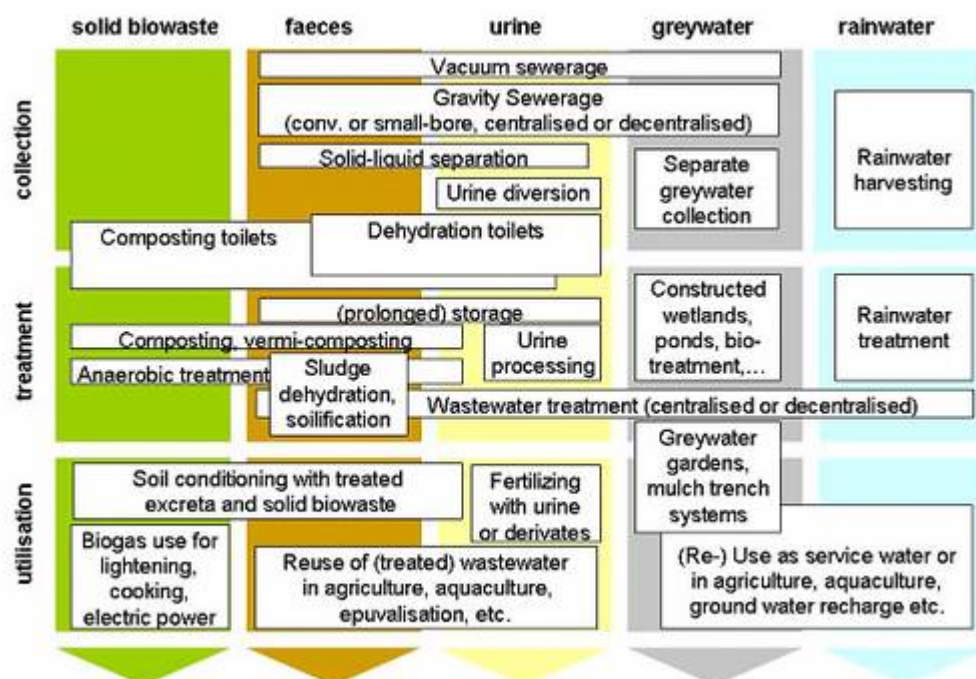 solid biowaste
faeces
urine
greywater
rainwater
collection
Vacuum sewerage
Gravity Sewerage
(conv. or small-bore, centralised or decentralised)
Solid-liquid separation
Urine diversion
Separate
greywater
collection
Rainwater
harvesting
Composting toilets
Dehydration toilets
treatment
(prolonged) storage
Composting, vermi-composting
Anaerobic treatment
Sludge
dehydration,
soilification
Urine
processing
Constructed
wetlands,
ponds, bio-
treatment,...
Rainwater
treatment
Wastewater treatment (centralised or decentralised)
utilisation
Soil conditioning with treated
excreta and solid biowaste
Fertilizing
with urine
or derivates
Greywater
gardens,
mulch trench
systems
Biogas use for
lightening,
cooking,
electric power
Reuse of (treated) wastewater
in agriculture, aquaculture,
epuvalisation, etc.
(Re-) Use as service water or
in agriculture, aquaculture,
ground water recharge etc.